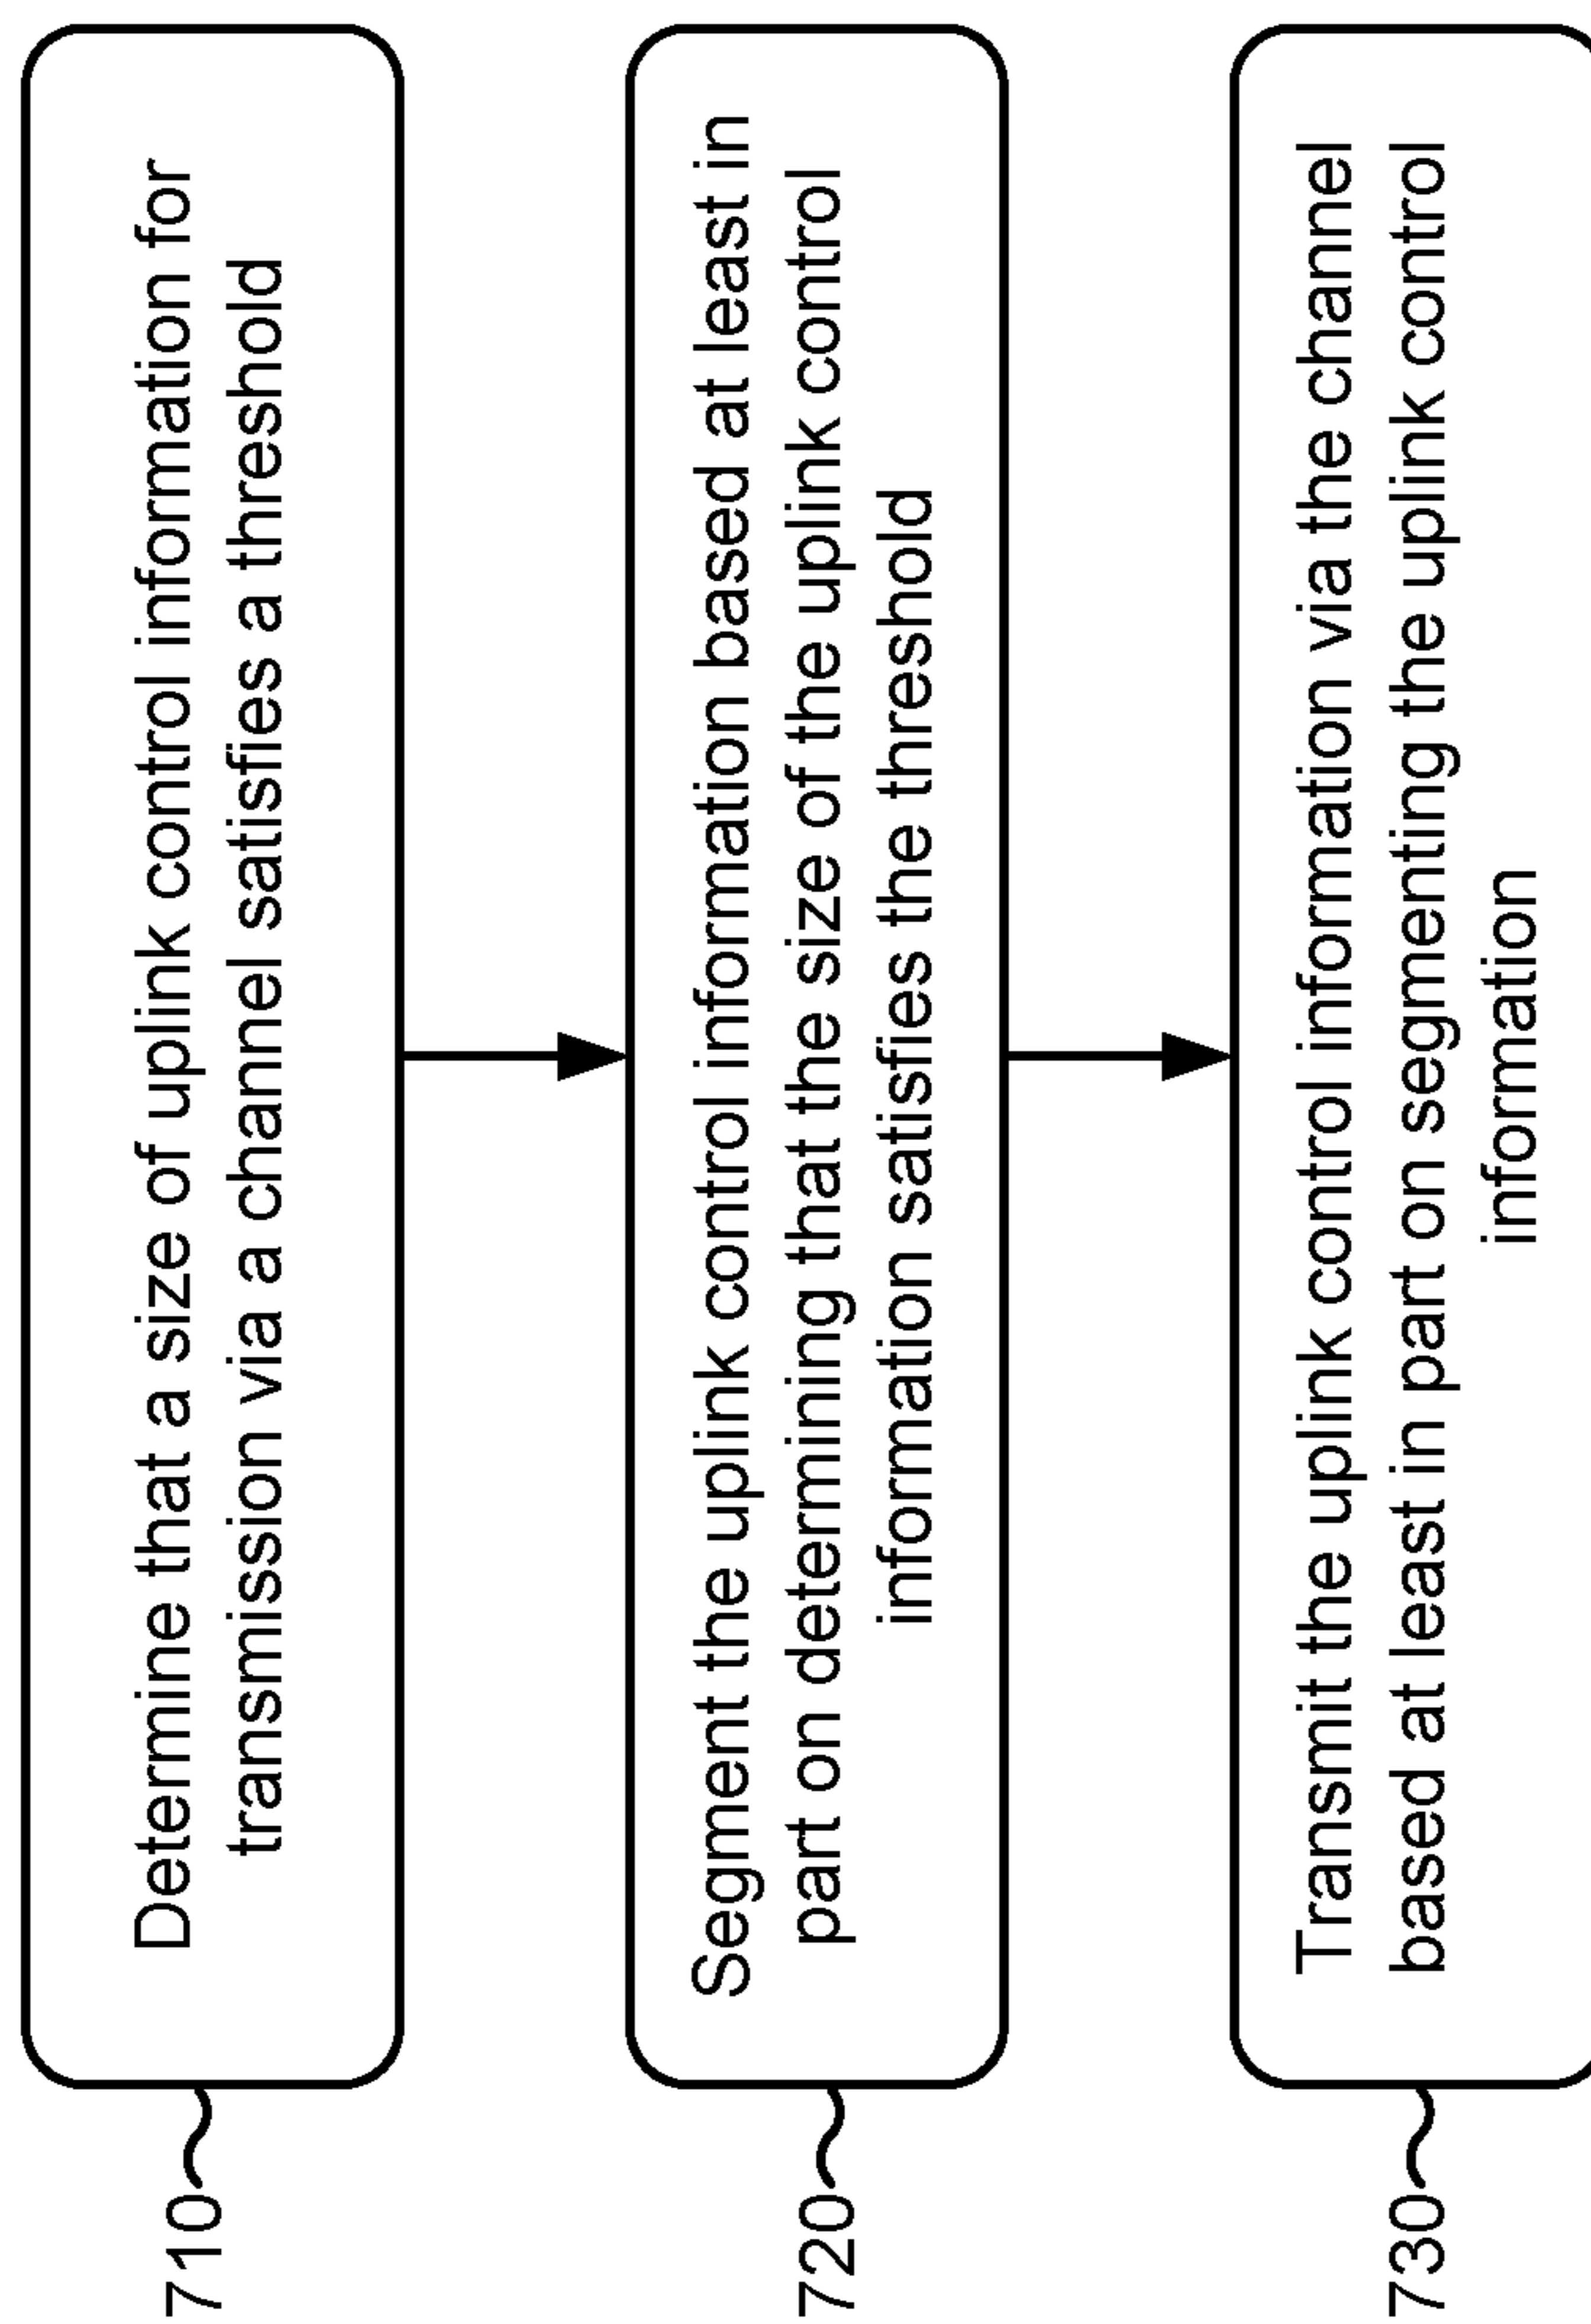 710
Determine that a size of uplink control information for
transmission via a channel satisfies a threshold
720
Segment the uplink control information based at least in
part on determining that the size of the uplink control
information satisfies the threshold
730
Transmit the uplink control information via the channel
based at least in part on segmenting the uplink control
information